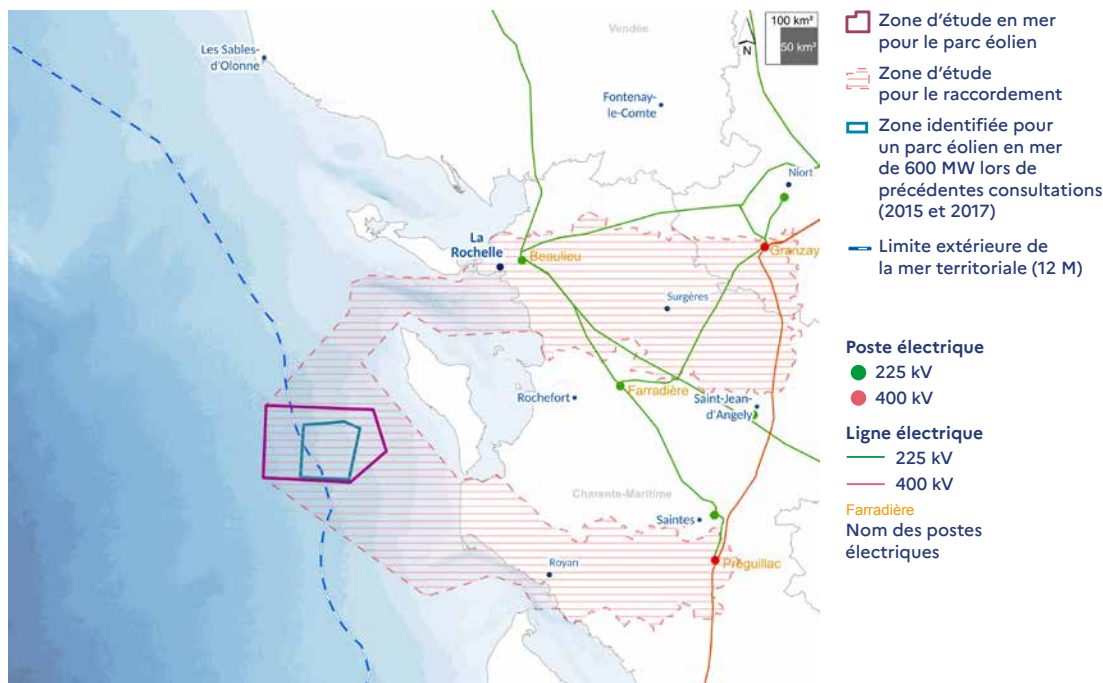 Vendée
100 km²
50 km²
N
Les Sables-
d'Olonne
Fontenay-
le-Comte
Niort
La
Rochelle
Beaulieu
Granzay
Surgères
Rochefort
Farradière
Saint-Jean-
d'Angely
Charente-Maritime
Saintes
Royan
Préguillac
Zone d'étude en mer
pour le parc éolien
Zone d'étude
pour le raccordement
Zone identifiée pour
un parc éolien en mer
de 600 MW lors de
précédentes consultations
(2015 et 2017)
Limite extérieure de
la mer territoriale (12 M)
Poste électrique
225 kV
400 kV
Ligne électrique
225 kV
400 kV
Farradière
Nom des postes
électriques